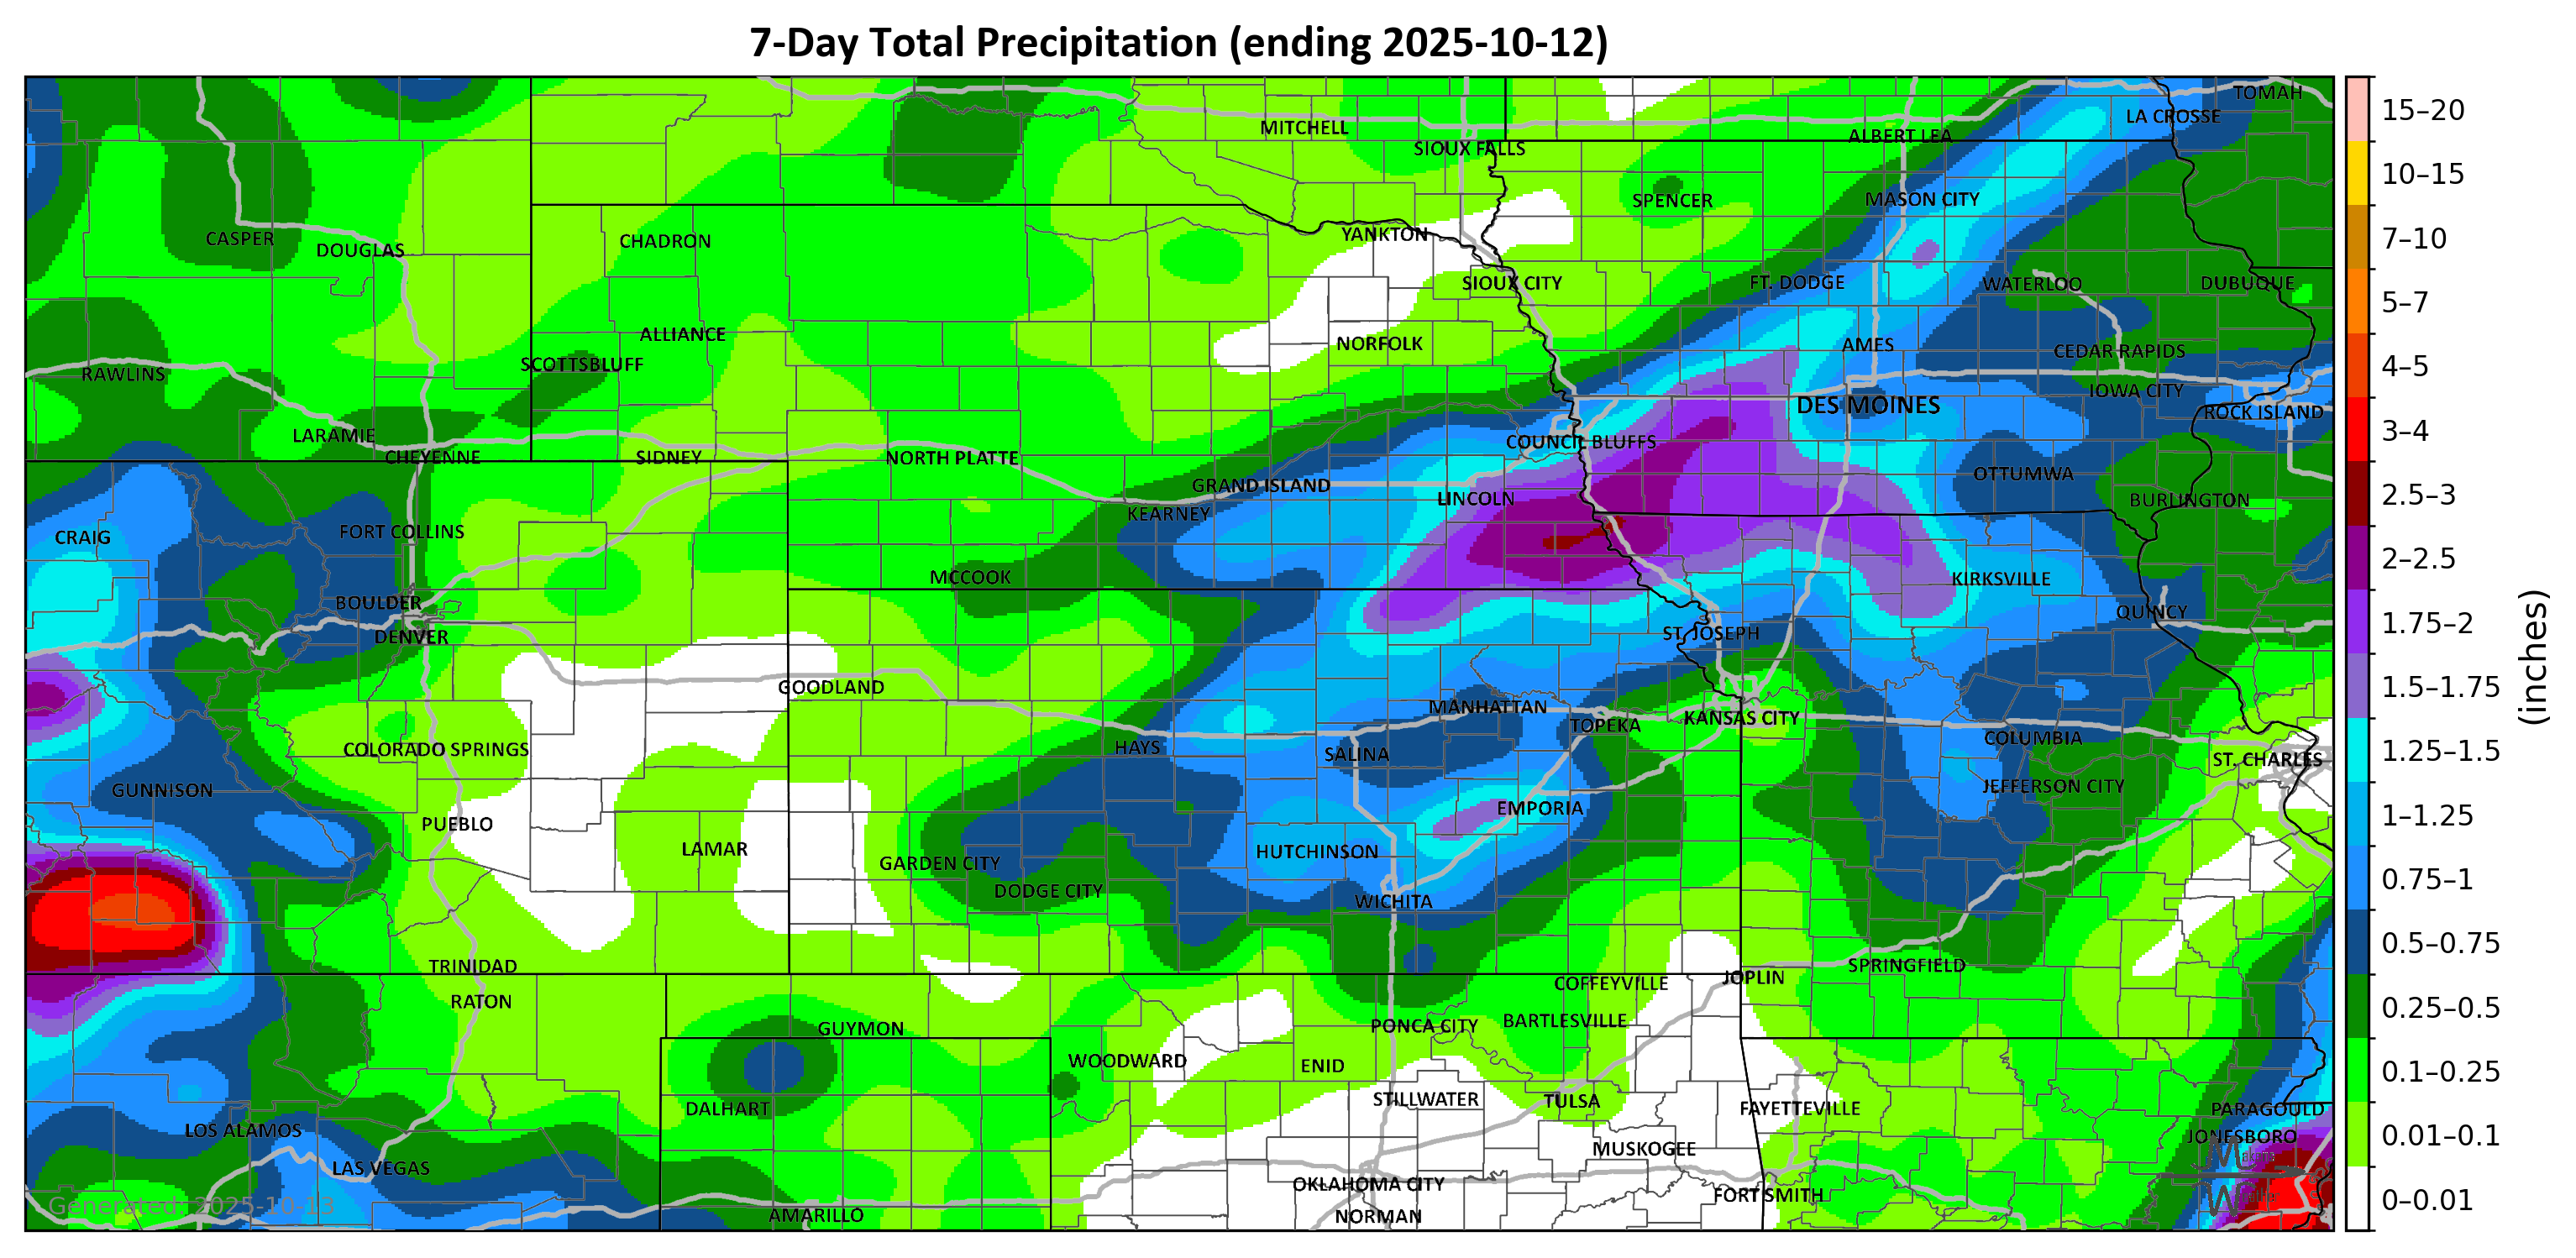 7-Day Total Precipitation (ending 2025-10-12)
TOMAH
LA CROSSE
MITCHELL
ALBERT LEA
SIOUX FALLS
SPENCER
MASON CITY
CASPER
DOUGLAS
CHADRON
YANKTON
SIOUX CITY
FT. DODGE
WATERLOO
DUBUQUE
ALLIANCE
NORFOLK
AMES
CEDAR RAPIDS
SCOTTSBLUFF
RAWLINS
IOWA CITY
DES MOINES
ROCK ISLAND
LARAMIE
COUNCIL BLUFFS
CHEYENNE
SIDNEY
NORTH PLATTE
OTTUMWA
GRAND ISLAND
LINCOLN
BURLINGTON
KEARNEY
FORT COLLINS
CRAIG
MCCOOK
KIRKSVILLE
BOULDER
QUINCY
DENVER
ST. JOSEPH
GOODLAND
MANHATTAN
KANSAS CITY
TOPEKA
COLUMBIA
COLORADO SPRINGS
HAYS
SALINA
ST. CHARLES
GUNNISON
JEFFERSON CITY
EMPORIA
PUEBLO
LAMAR
HUTCHINSON
GARDEN CITY
DODGE CITY
WICHITA
TRINIDAD
SPRINGFIELD
JOPLIN
COFFEYVILLE
RATON
BARTLESVILLE
GUYMON
PONCA CITY
WOODWARD
ENID
STILLWATER
TULSA
DALHART
FAYETTEVILLE
PARAGOULD
LOS ALAMOS
JONESBORO
MUSKOGEE
LAS VEGAS
OKLAHOMA CITY
FORT SMITH
AMARILLO
NORMAN
Generated: 2025-10-13
15–20
10–15
7–10
5–7
4–5
3–4
2.5–3
2–2.5
1.75–2
1.5–1.75
1.25–1.5
1–1.25
0.75–1
0.5–0.75
0.25–0.5
0.1–0.25
0.01–0.1
0–0.01
(inches)